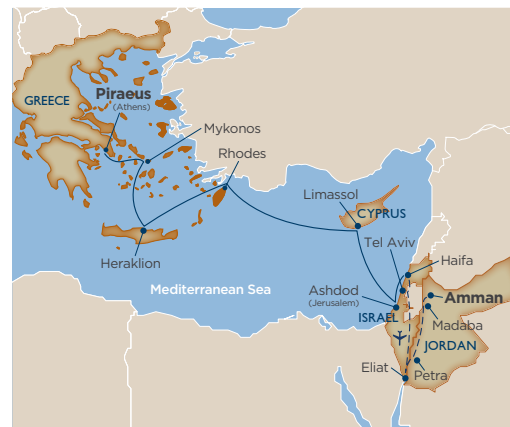 GREECE
Piraeus
(Athens)
Mykonos
Rhodes
Limassol
CYPRUS
Tel Aviv
Haifa
Heraklion
Mediterranean Sea
Ashdod
(Jerusalem)
Amman
ISRAEL
Madaba
JORDAN
Eliat
Petra